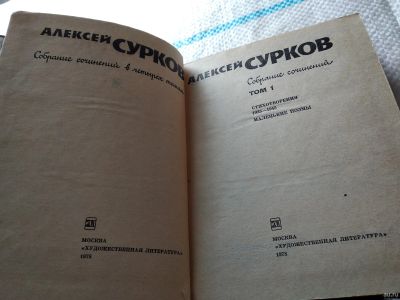 АЛЕКСЕЙ СУРКОВ
Собрание сочинений в четырех томах
МОСКВА
«ХУДОЖЕСТВЕННАЯ ЛИТЕРАТУРА»
1978
АЛЕКСЕЙ СУРКОВ
Собрание сочинений
ТОМ 1
СТИХОТВОРЕНИЯ
МАЛЕНЬКИЕ ПОЭМЫ
МОСКВА
«ХУДОЖЕСТВЕННАЯ ЛИТЕРАТУРА»
1978